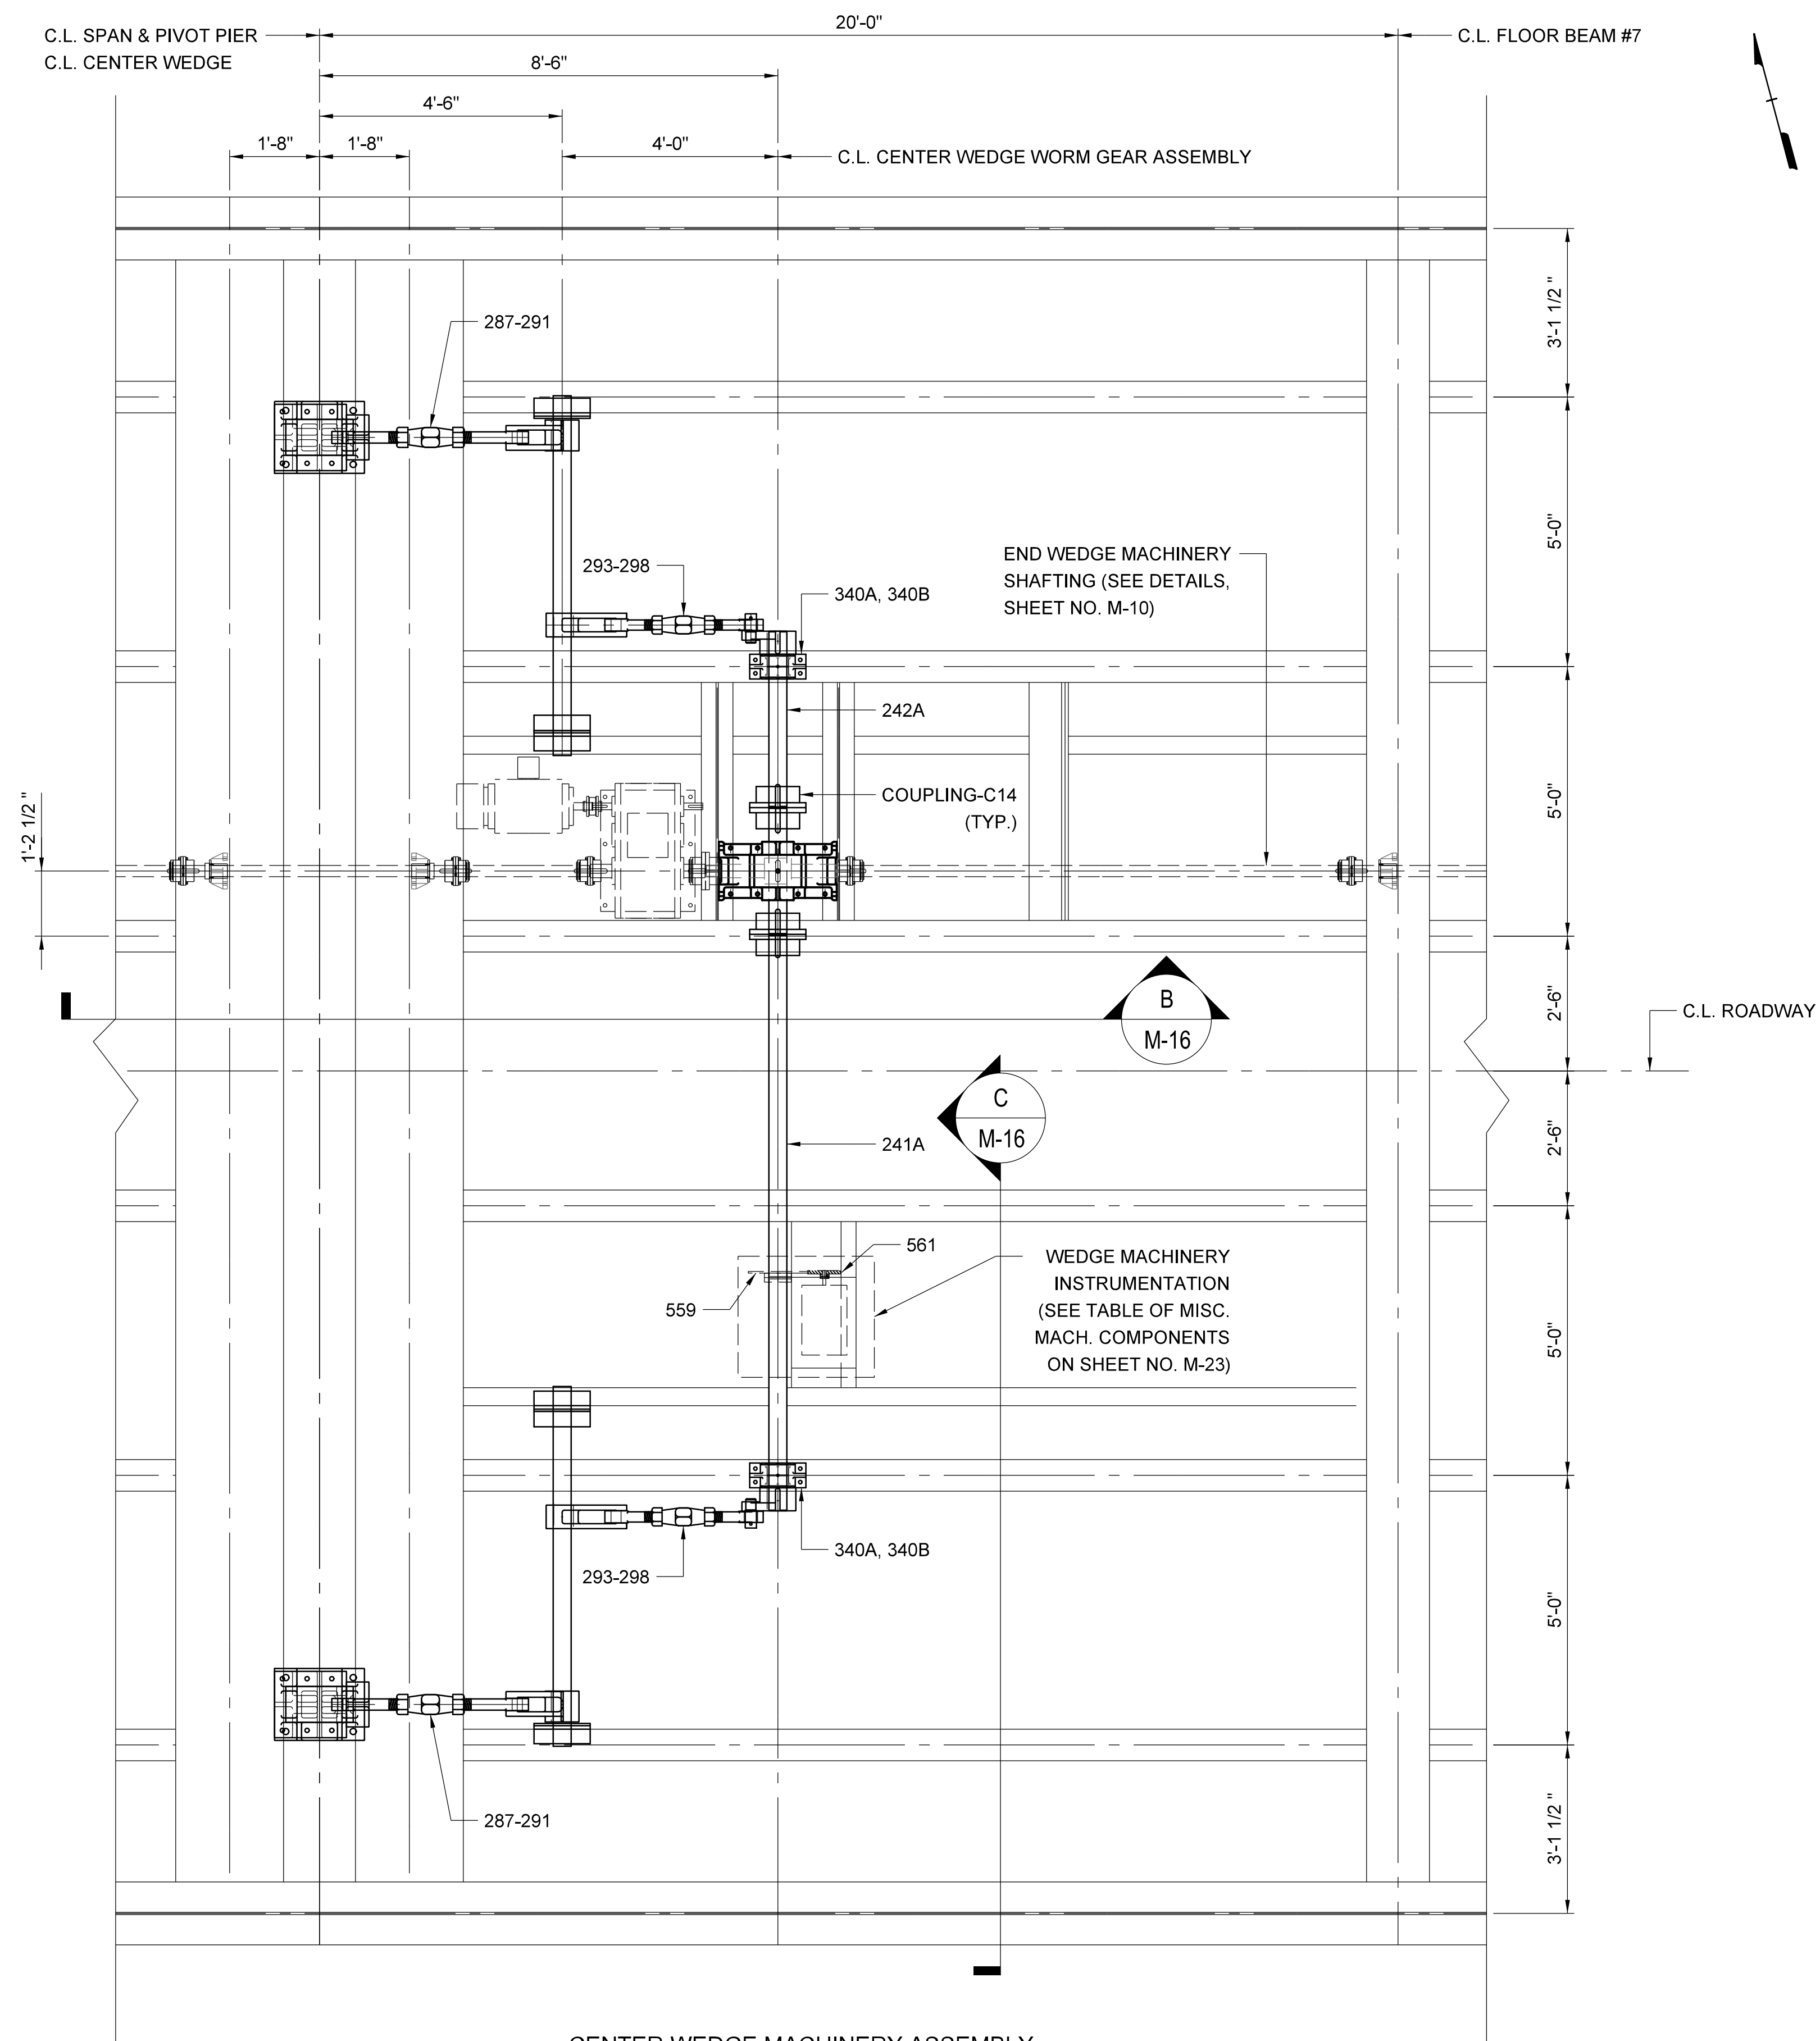 20'-0"
C.L. SPAN & PIVOT PIER
C.L. FLOOR BEAM #7
C.L. CENTER WEDGE
8'-6"
4'-6"
1'-8"
1'-8"
4'-0"
C.L. CENTER WEDGE WORM GEAR ASSEMBLY
3'-1 1/2 "
287-291
5'-0"
END WEDGE MACHINERY
SHAFTING (SEE DETAILS,
SHEET NO. M-10)
293-298
340A, 340B
242A
COUPLING-C14
(TYP.)
5'-0"
1'-2 1/2 "
B
M-16
2'-6"
C.L. ROADWAY
C
M-16
2'-6"
241A
561
559
WEDGE MACHINERY
INSTRUMENTATION
(SEE TABLE OF MISC.
MACH. COMPONENTS
ON SHEET NO. M-23)
5'-0"
340A, 340B
293-298
5'-0"
287-291
3'-1 1/2 "
CENTER WEDGE MACHINERY ASSEMBLY